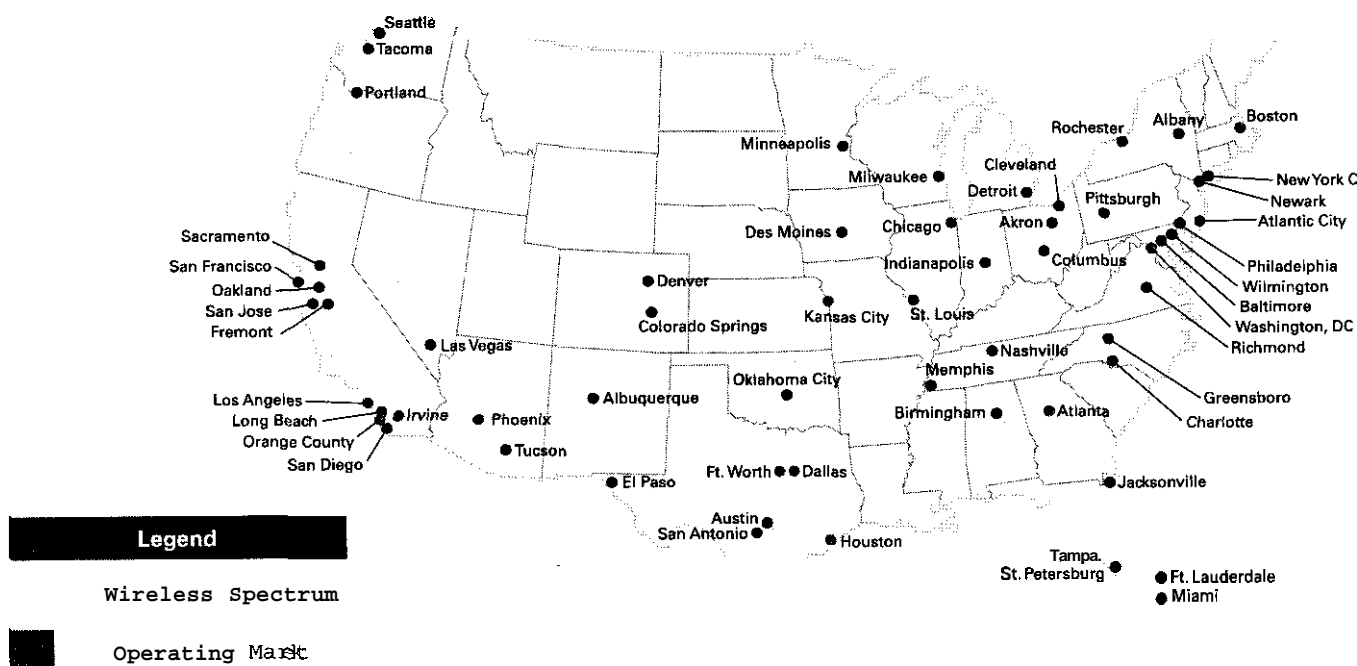 Seattle
Tacoma
Portland
Minneapolis
Milwaukee
Cleveland
Detroit
Rochester
Albany
Boston
New York C
Newark
Atlantic City
Pittsburgh
Akron
Chicago
Des Moines
Indianapolis
Columbus
Philadelphia
Wilmington
Baltimore
Washington, DC
Richmond
Sacramento
San Francisco
Oakland
San Jose
Fremont
Denver
Colorado Springs
Kansas City
St. Louis
Las Vegas
Nashville
Memphis
Greensboro
Charlotte
Los Angeles
Long Beach
Irvine
Orange County
San Diego
Phoenix
Tucson
Albuquerque
Oklahoma City
Birmingham
Atlanta
El Paso
Ft. Worth
Dallas
Jacksonville
Austin
San Antonio
Houston
Tampa.
St. Petersburg
Ft. Lauderdale
Miami
Legend
Wireless Spectrum
Operating